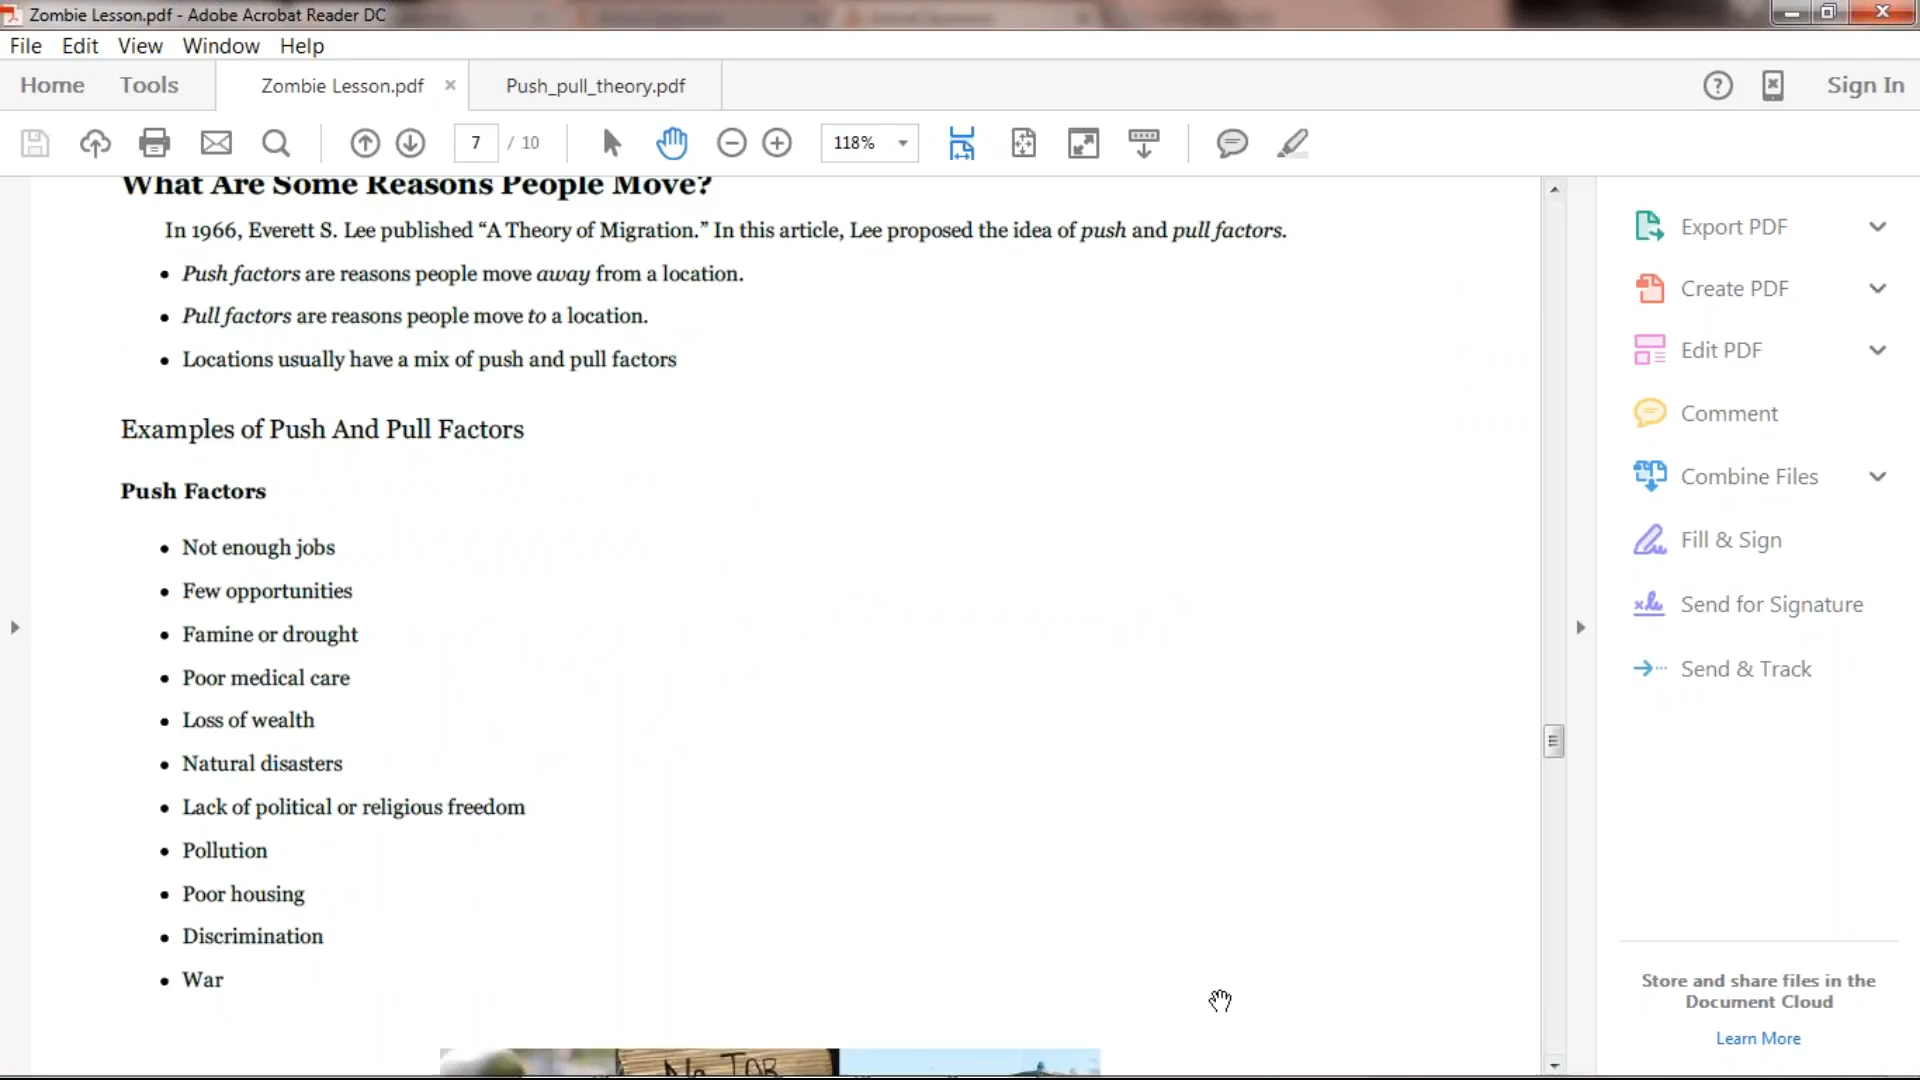 Zombie Lesson.pdf - Adobe Acrobat Reader DC
File Edit View Window Help
Home Tools Zombie Lesson.pdf × Push_pull_theory.pdf Sign In
7 / 10 118%
What Are Some Reasons People Move?
In 1966, Everett S. Lee published “A Theory of Migration.” In this article, Lee proposed the idea of push and pull factors.
• Push factors are reasons people move away from a location.
• Pull factors are reasons people move to a location.
• Locations usually have a mix of push and pull factors
Examples of Push And Pull Factors
Push Factors
• Not enough jobs
• Few opportunities
• Famine or drought
• Poor medical care
• Loss of wealth
• Natural disasters
• Lack of political or religious freedom
• Pollution
• Poor housing
• Discrimination
• War
No JOB
Export PDF
Create PDF
Edit PDF
Comment
Combine Files
Fill & Sign
Send for Signature
Send & Track
Store and share files in the
Document Cloud
Learn More